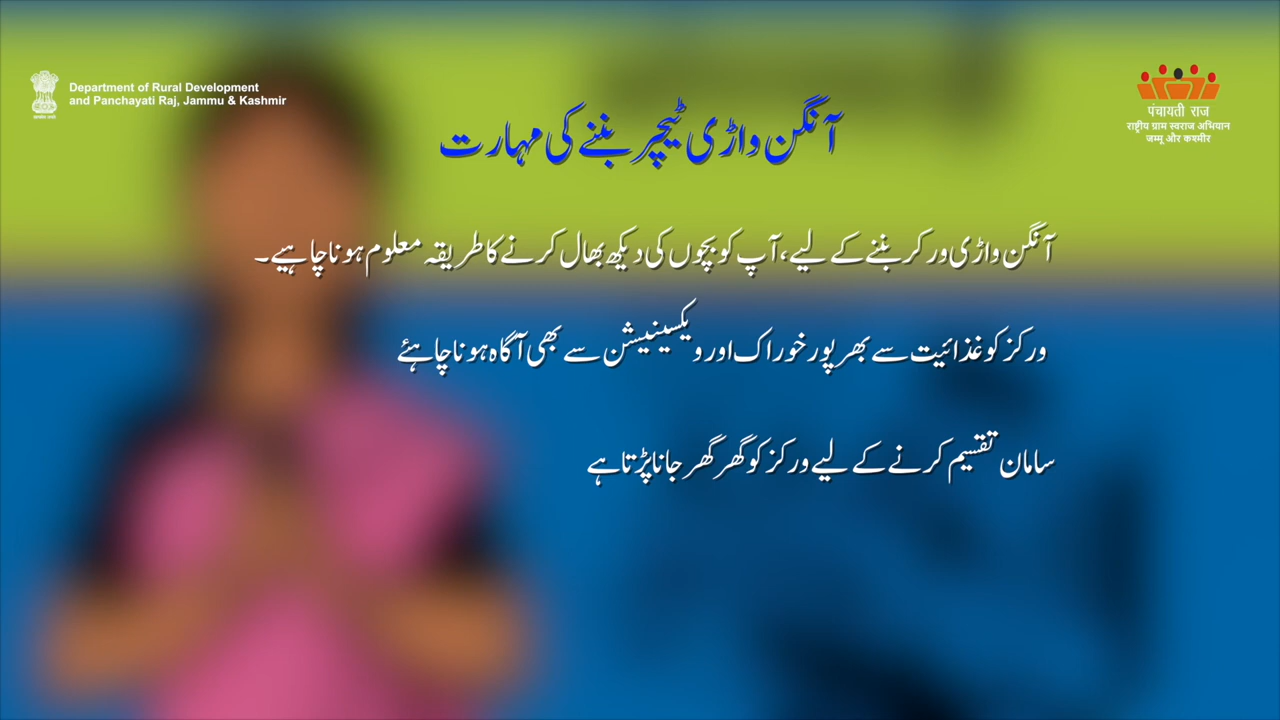 Department of Rural Development
and Panchayati Raj, Jammu & Kashmir
पंचायती राज
राष्ट्रीय ग्राम स्वराज अभियान
जम्मू और कश्मीर
آنگن واڑی ٹیچر بننے کی مہارت
آنگن واڑی ورکر بننے کے لیے، آپ کو بچوں کی دیکھ بھال کرنے کا طریقہ معلوم ہونا چاہیے۔
ورکز کو غذائیت سے بھرپور خوراک اور ویکسینیشن سے بھی آگاہ ہونا چاہئے
سامان تقسیم کرنے کے لیے ورکز کو گھر گھر جانا پڑتا ہے